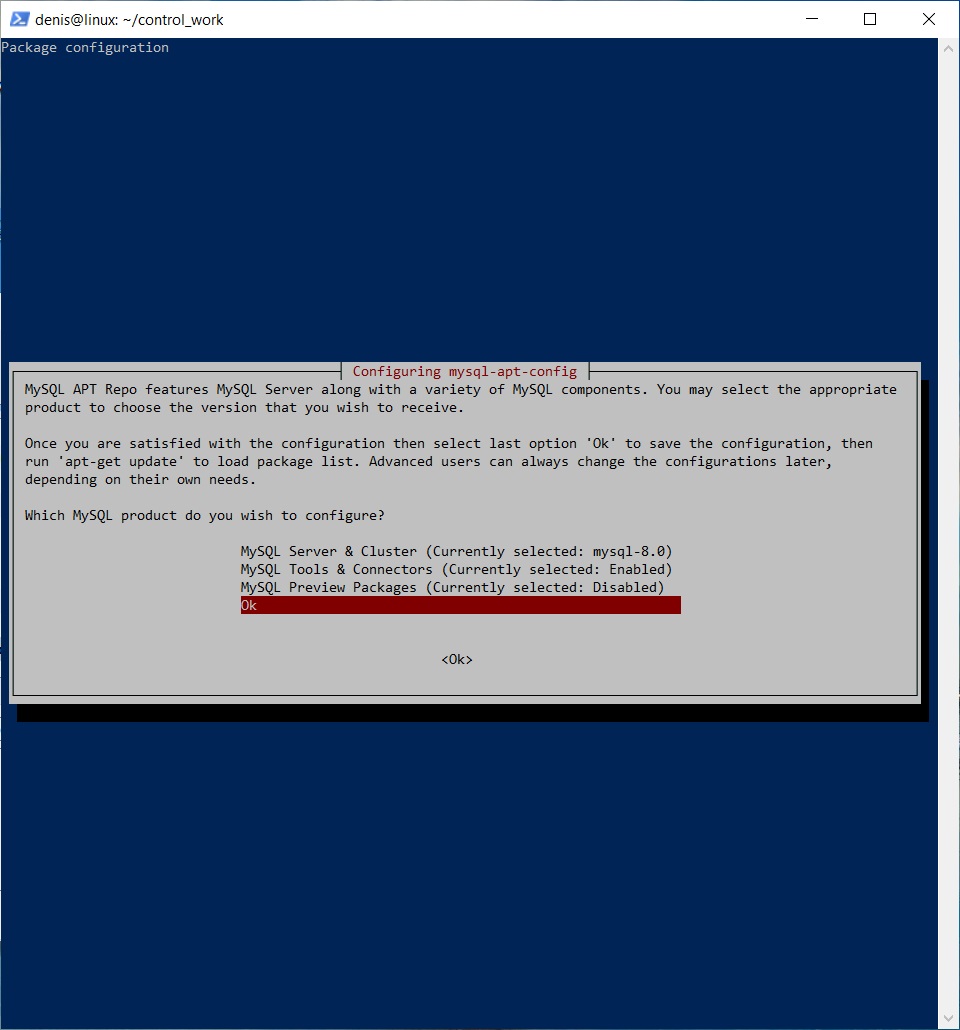 denis@linux: ~/control_work
Package configuration
Configuring mysql-apt-config
MySQL APT Repo features MySQL Server along with a variety of MySQL components. You may select the appropriate
product to choose the version that you wish to receive.
Once you are satisfied with the configuration then select last option 'Ok' to save the configuration, then
run 'apt-get update' to load package list. Advanced users can always change the configurations later,
depending on their own needs.
Which MySQL product do you wish to configure?
MySQL Server & Cluster (Currently selected: mysql-8.0)
MySQL Tools & Connectors (Currently selected: Enabled)
MySQL Preview Packages (Currently selected: Disabled)
Ok
<Ok>